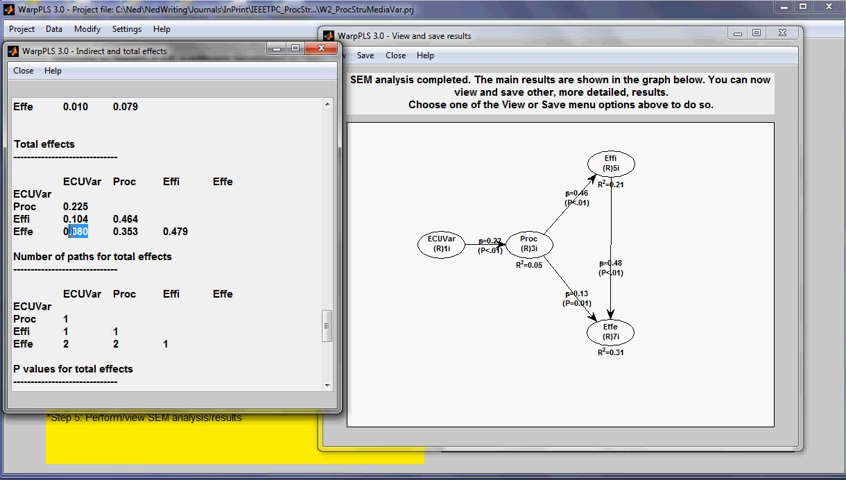 WarpPLS 3.0 - Project file: C:\Ned\NedWriting\Journals\InPrint\IEEETPC_ProcStr...\W2_ProcStruMediaVar.prj
Project Data Modify Settings Help
WarpPLS 3.0 - Indirect and total effects
Close Help
Effe 0.010 0.079
Total effects
------------------------------
ECUVar Proc Effi Effe
ECUVar
Proc 0.225
Effi 0.104 0.464
Effe 0.080 0.353 0.479
Number of paths for total effects
------------------------------
ECUVar Proc Effi Effe
ECUVar
Proc 1
Effi 1 1
Effe 2 2 1
P values for total effects
------------------------------
*Step 5: Perform/view SEM analysis/results
WarpPLS 3.0 - View and save results
Save Close Help
SEM analysis completed. The main results are shown in the graph below. You can now
view and save other, more detailed, results.
Choose one of the View or Save menu options above to do so.
Effi
(R)5i
R²=0.21
β=0.46
(P<.01)
ECUVar
(R)1i
β=0.22
(P<.01)
Proc
(R)3i
R²=0.05
β=0.48
(P<.01)
β=0.13
(P=0.01)
Effe
(R)7i
R²=0.31